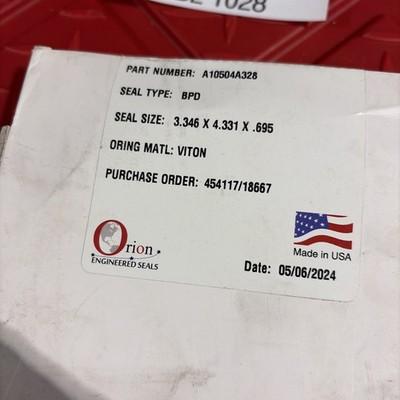 1028
PART NUMBER: A10504A328
SEAL TYPE: BPD
SEAL SIZE: 3.346 X 4.331 X .695
ORING MATL: VITON
PURCHASE ORDER: 454117/18667
Orion
ENGINEERED SEALS
Made in USA
Date: 05/06/2024